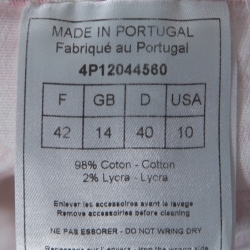 MADE IN PORTUGAL
Fabriqué au Portugal
4P12044560
F GB D USA
42 14 40 10
98% Coton - Cotton
2% Lycra - Lycra
Enlever les accessoires avant le lavage
Remove accessories before cleaning
NE PAS ESSORER - DO NOT WRING DRY